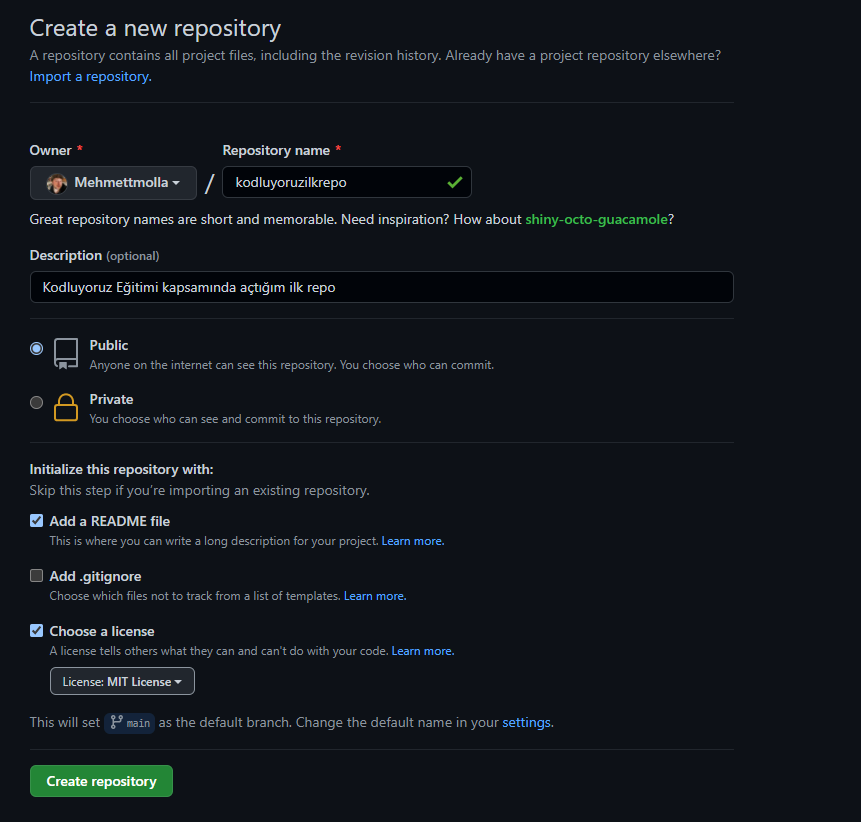 Create a new repository
A repository contains all project files, including the revision history. Already have a project repository elsewhere?
Import a repository.
Owner * Repository name *
Mehmettmolla / kodluyoruzilkrepo
Great repository names are short and memorable. Need inspiration? How about shiny-octo-guacamole?
Description (optional)
Kodluyoruz Eğitimi kapsamında açtığım ilk repo
Public
Anyone on the internet can see this repository. You choose who can commit.
Private
You choose who can see and commit to this repository.
Initialize this repository with:
Skip this step if you're importing an existing repository.
Add a README file
This is where you can write a long description for your project. Learn more.
Add .gitignore
Choose which files not to track from a list of templates. Learn more.
Choose a license
A license tells others what they can and can't do with your code. Learn more.
License: MIT License
This will set main as the default branch. Change the default name in your settings.
Create repository